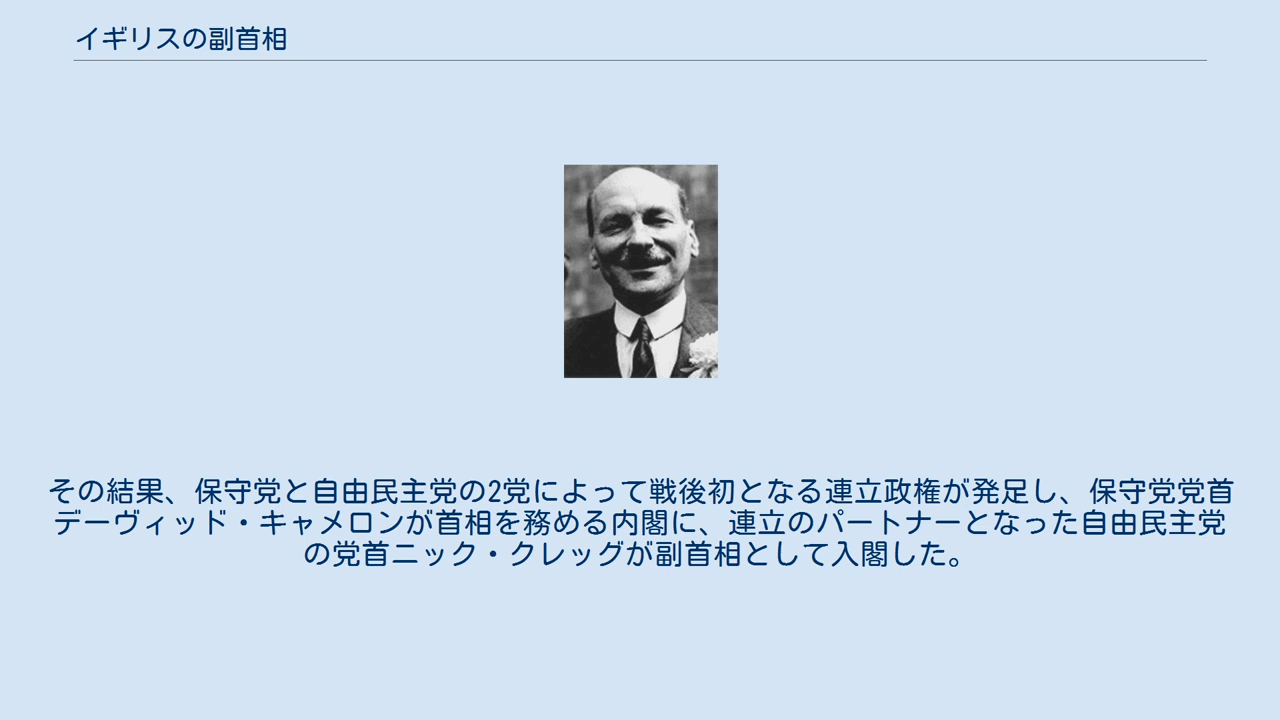 イギリスの副首相
その結果、保守党と自由民主党の2党によって戦後初となる連立政権が発足し、保守党党首
デーヴィッド・キャメロンが首相を務める内閣に、連立のパートナーとなった自由民主党
の党首ニック・クレッグが副首相として入閣した。